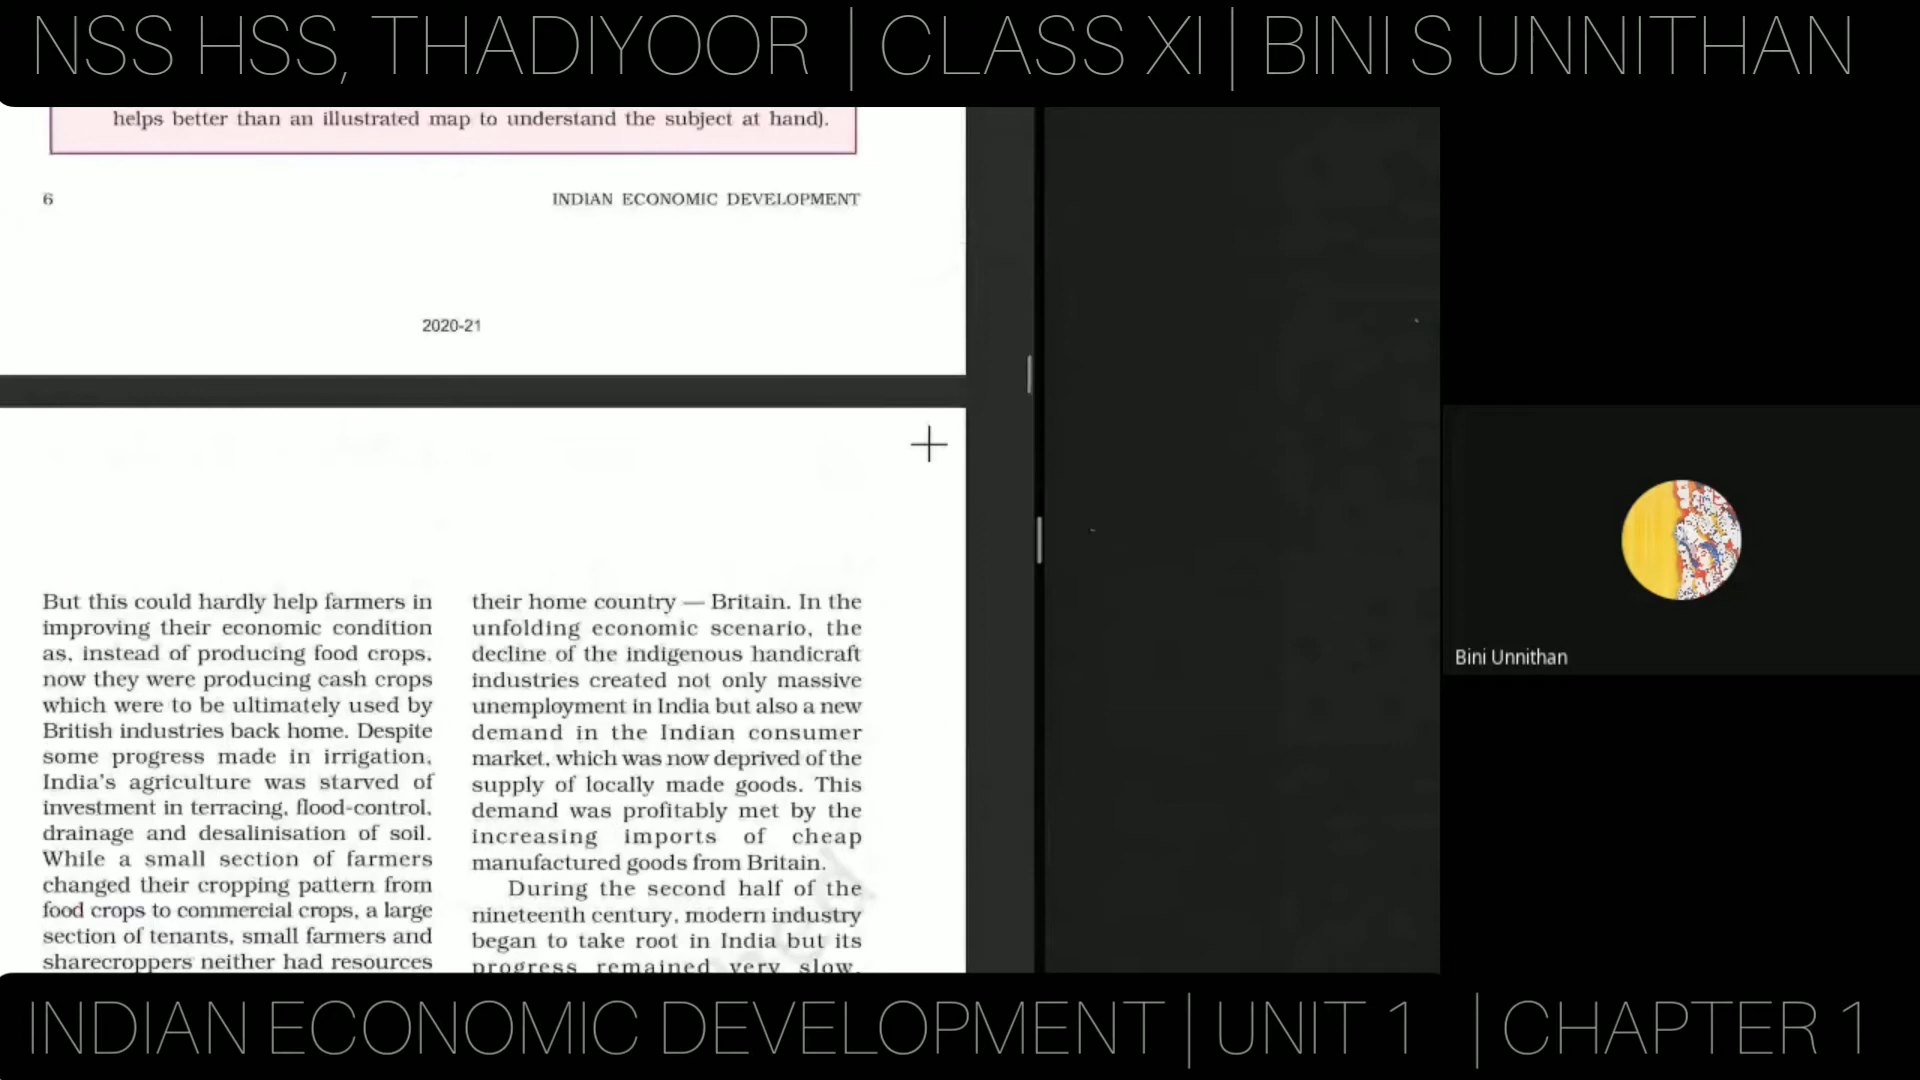 NSS HSS, THADIYOOR | CLASS XI | BINI S UNNITHAN
helps better than an illustrated map to understand the subject at hand).
6 INDIAN ECONOMIC DEVELOPMENT
2020-21
But this could hardly help farmers in
improving their economic condition
as, instead of producing food crops,
now they were producing cash crops
which were to be ultimately used by
British industries back home. Despite
some progress made in irrigation,
India's agriculture was starved of
investment in terracing, flood-control,
drainage and desalinisation of soil.
While a small section of farmers
changed their cropping pattern from
food crops to commercial crops, a large
section of tenants, small farmers and
sharecroppers neither had resources
their home country — Britain. In the
unfolding economic scenario, the
decline of the indigenous handicraft
industries created not only massive
unemployment in India but also a new
demand in the Indian consumer
market, which was now deprived of the
supply of locally made goods. This
demand was profitably met by the
increasing imports of cheap
manufactured goods from Britain.
During the second half of the
nineteenth century, modern industry
began to take root in India but its
progress remained very slow.
Bini Unnithan
INDIAN ECONOMIC DEVELOPMENT | UNIT 1 | CHAPTER 1